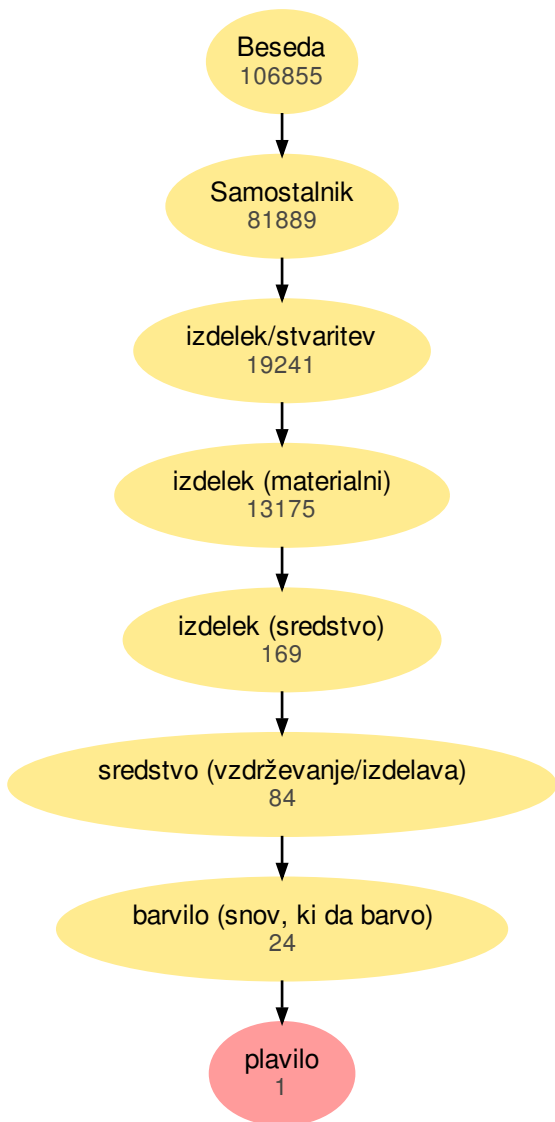 Beseda
106855
Samostalnik
81889
izdelek/stvaritev
19241
izdelek (materialni)
13175
izdelek (sredstvo)
169
sredstvo (vzdrževanje/izdelava)
84
barvilo (snov, ki da barvo)
24
plavilo
1